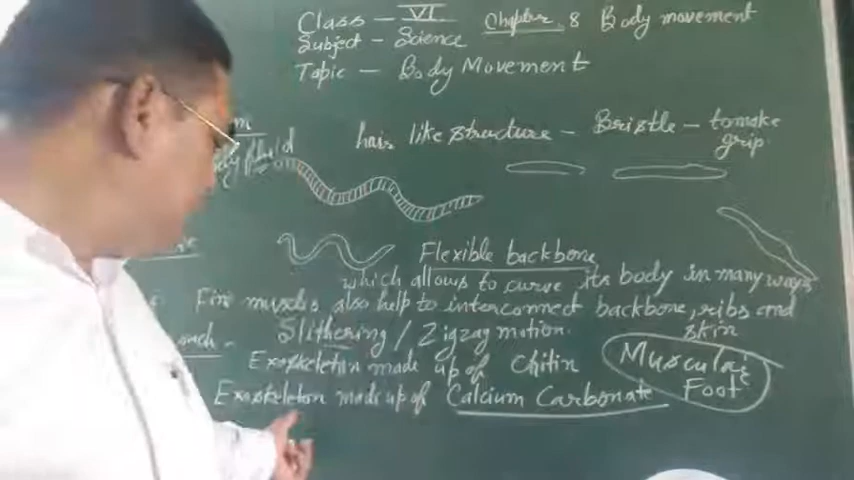 Class - VI Chapter 8 Body movement
Subject - Science
Topic - Body Movement
m
hair like structure - Bristle - to make grip.
Flexible backbone
which allows to curve its body in many ways
Fine muscles also help to interconnect backbone, ribs and skin
Slithering / Zigzag motion.
Exoskeleton made up of Chitin
Muscular Foot
Exoskeleton made up of Calcium Carbonate